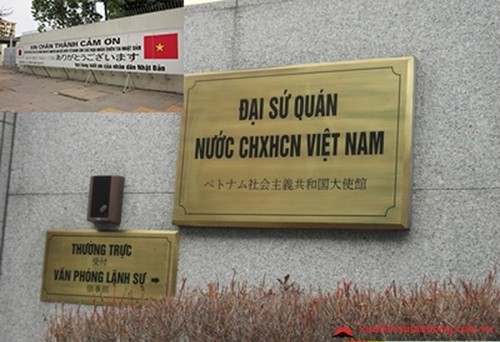 XIN CHÂN THÀNH CẢM ƠN
ありがとうございます
ĐẠI SỨ QUÁN
NƯỚC CHXHCN VIỆT NAM
ベトナム社会主義共和国大使館
THƯỜNG TRỰC
受付
VĂN PHÒNG LÃNH SỰ ➡
領事部